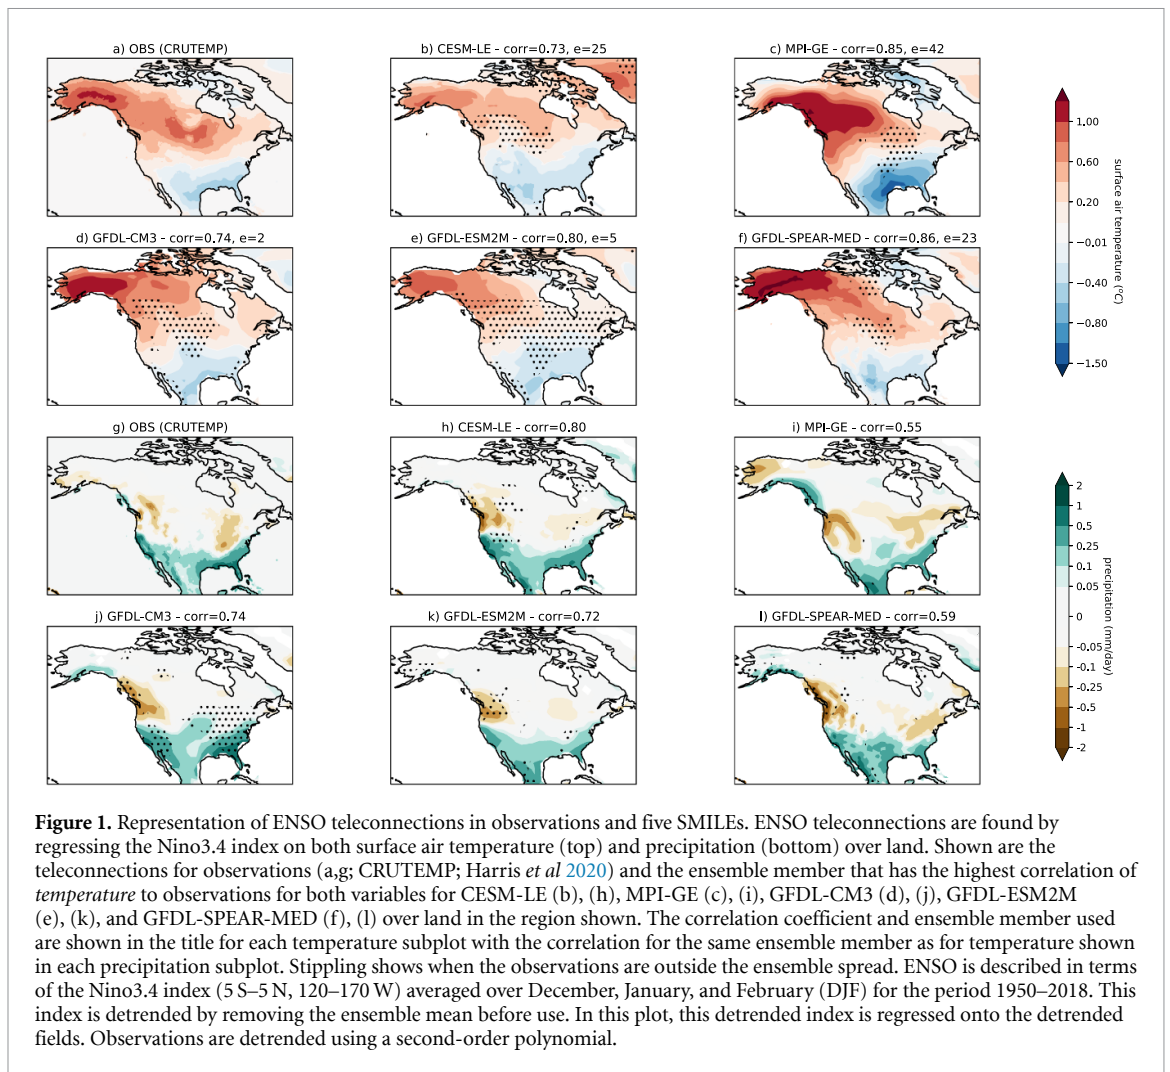 a) OBS (CRUTEMP)
b) CESM-LE - corr=0.73, e=25
c) MPI-GE - corr=0.85, e=42
1.00
0.60
0.20
−0.01
−0.40
−0.80
−1.50
surface air temperature (°C)
d) GFDL-CM3 - corr=0.74, e=2
e) GFDL-ESM2M - corr=0.80, e=5
f) GFDL-SPEAR-MED - corr=0.86, e=23
g) OBS (CRUTEMP)
h) CESM-LE - corr=0.80
i) MPI-GE - corr=0.55
2
1
0.5
0.25
0.1
0.05
0
-0.05
-0.1
-0.25
-0.5
-1
-2
precipitation (mm/day)
j) GFDL-CM3 - corr=0.74
k) GFDL-ESM2M - corr=0.72
l) GFDL-SPEAR-MED - corr=0.59
Figure 1. Representation of ENSO teleconnections in observations and five SMILEs. ENSO teleconnections are found by
regressing the Nino3.4 index on both surface air temperature (top) and precipitation (bottom) over land. Shown are the
teleconnections for observations (a,g; CRUTEMP; Harris et al 2020) and the ensemble member that has the highest correlation of
temperature to observations for both variables for CESM-LE (b), (h), MPI-GE (c), (i), GFDL-CM3 (d), (j), GFDL-ESM2M
(e), (k), and GFDL-SPEAR-MED (f), (l) over land in the region shown. The correlation coefficient and ensemble member used
are shown in the title for each temperature subplot with the correlation for the same ensemble member as for temperature shown
in each precipitation subplot. Stippling shows when the observations are outside the ensemble spread. ENSO is described in terms
of the Nino3.4 index (5 S–5 N, 120–170 W) averaged over December, January, and February (DJF) for the period 1950–2018. This
index is detrended by removing the ensemble mean before use. In this plot, this detrended index is regressed onto the detrended
fields. Observations are detrended using a second-order polynomial.